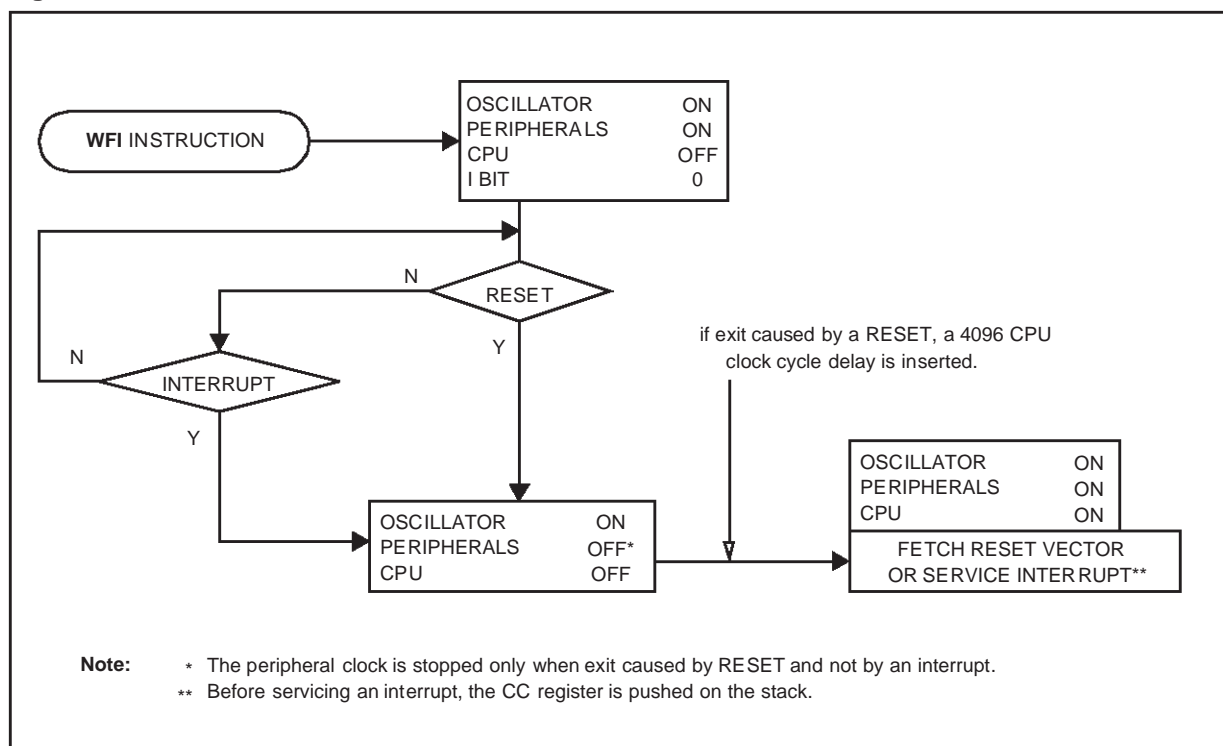 WFI INSTRUCTION
OSCILLATOR ON
PERIPHERALS ON
CPU OFF
I BIT 0
N
RESET
Y
N
INTERRUPT
Y
if exit caused by a RESET, a 4096 CPU
clock cycle delay is inserted.
OSCILLATOR ON
PERIPHERALS OFF*
CPU OFF
OSCILLATOR ON
PERIPHERALS ON
CPU ON
FETCH RESET VECTOR
OR SERVICE INTERRUPT**
Note: * The peripheral clock is stopped only when exit caused by RESET and not by an interrupt.
** Before servicing an interrupt, the CC register is pushed on the stack.